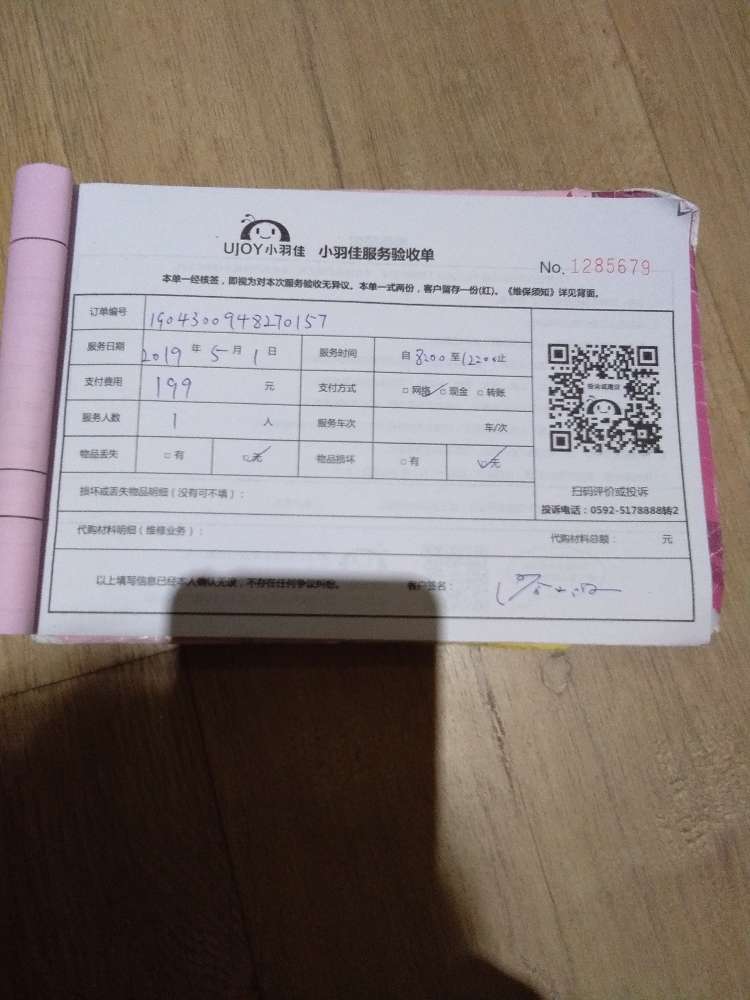 UJOY小羽佳 小羽佳服务验收单
No. 1285679
本单一经核签，即视为对本次服务验收无异议。本单一式两份，客户留存一份(红)。《维保须知》详见背面。
订单编号 1904300948270157
服务日期 2019 年 5 月 1 日 服务时间 自 8:00 至 12:00 止
支付费用 199 元 支付方式 □ 网络 □ 现金 □ 转账
服务人数 1 人 服务车次 车/次
物品丢失 □ 有 □ 无 物品损坏 □ 有 □ 无
损坏或丢失物品明细（没有可不填）：
扫码评价或投诉
投诉电话：0592-5178888转2
代购材料明细（维修业务）： 代购材料总额： 元
以上填写信息已经本人确认无误，不存在任何争议纠纷。 客户签名：